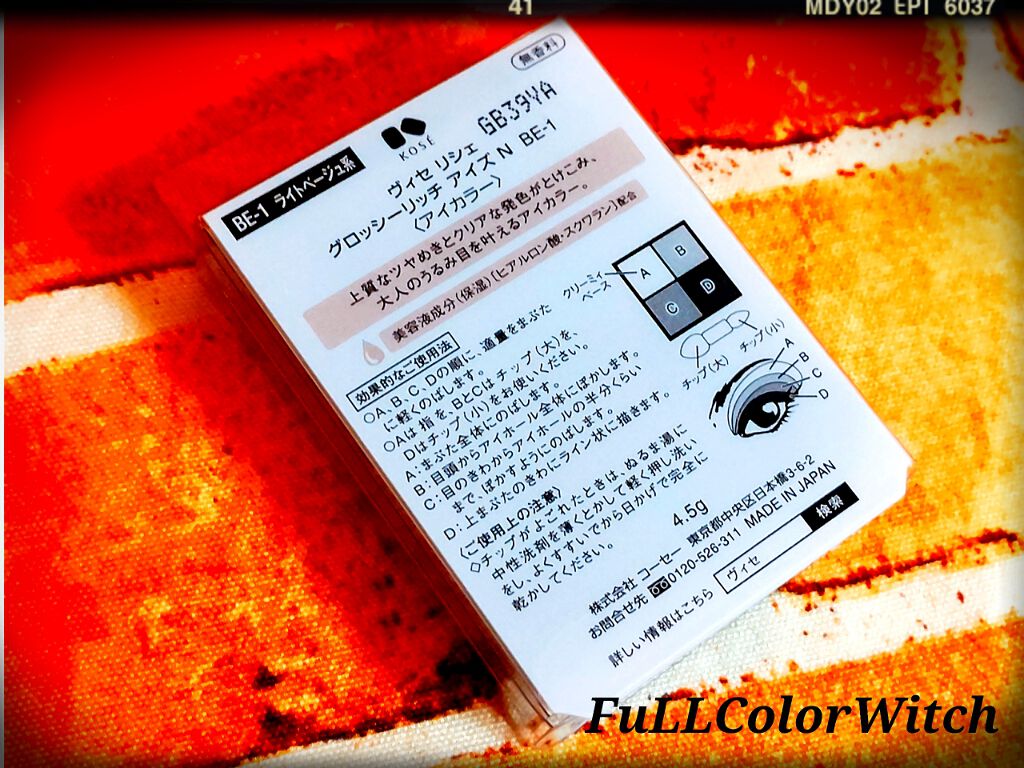 41
MDY02 EPI 6037
無香料
KOSÉ
GB39YA
BE-1 ライトベージュ系
ヴィセ リシェ
グロッシーリッチ アイズ N BE-1
〈アイカラー〉
上質なツヤめきとクリアな発色がとけこみ、
大人のうるみ目を叶えるアイカラー。
美容液成分(保湿)[ヒアルロン酸・スクワラン]配合
クリーミィ
ベース
A
B
C
D
チップ(大)
チップ(小)
A
B
C
D
効果的なご使用法
○A、B、C、Dの順に、適量をまぶた
に軽くのばします。
○Aは指を、BとCはチップ(大)を、
Dはチップ(小)をお使いください。
A:まぶた全体にのばします。
B:目頭からアイホール全体にぼかします。
C:目のきわからアイホールの半分くらい
まで、ぼかすようにのばします。
D:上まぶたのきわにライン状に描きます。
〈ご使用上の注意〉
◇チップがよごれたときは、ぬるま湯に
中性洗剤を薄くとかして軽く押し洗い
をし、よくすすいでから日かげで完全に
乾かしてください。
4.5g
株式会社 コーセー 東京都中央区日本橋3-6-2
お問合せ先 0120-526-311 MADE IN JAPAN
詳しい情報はこちら ヴィセ 検索
FuLLColorWitch